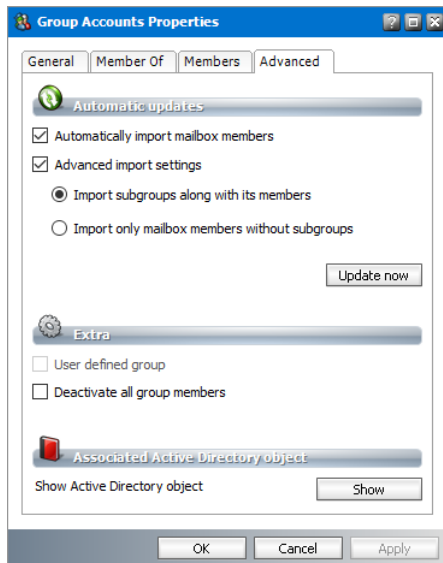 Group Accounts Properties
General Member Of Members Advanced
Automatic updates
Automatically import mailbox members
Advanced import settings
Import subgroups along with its members
Import only mailbox members without subgroups
Update now
Extra
User defined group
Deactivate all group members
Associated Active Directory object
Show Active Directory object Show
OK Cancel Apply